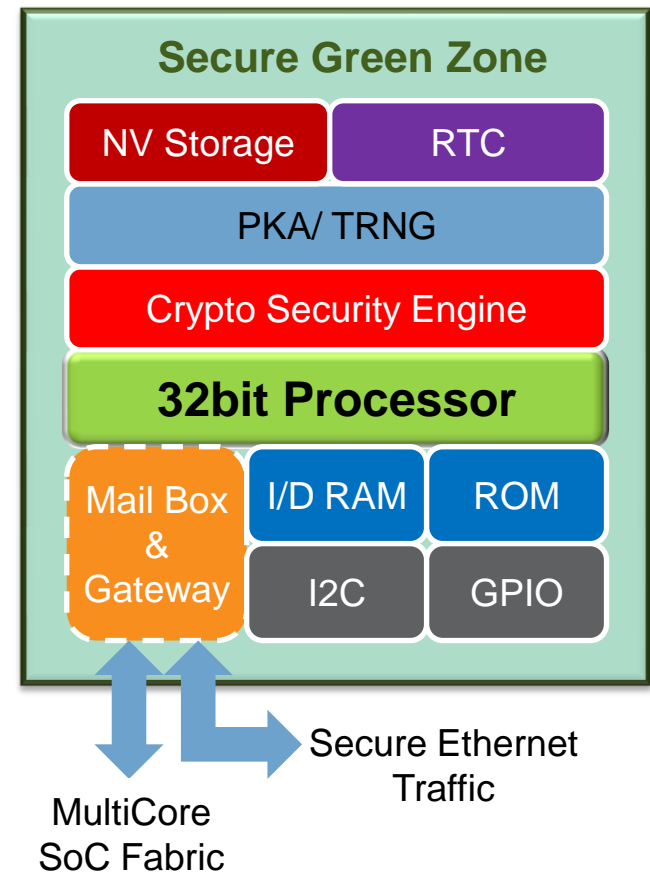 Secure Green Zone
NV Storage
RTC
PKA/ TRNG
Crypto Security Engine
32bit Processor
Mail Box
&
Gateway
I/D RAM
ROM
I2C
GPIO
Secure Ethernet
Traffic
MultiCore
SoC Fabric